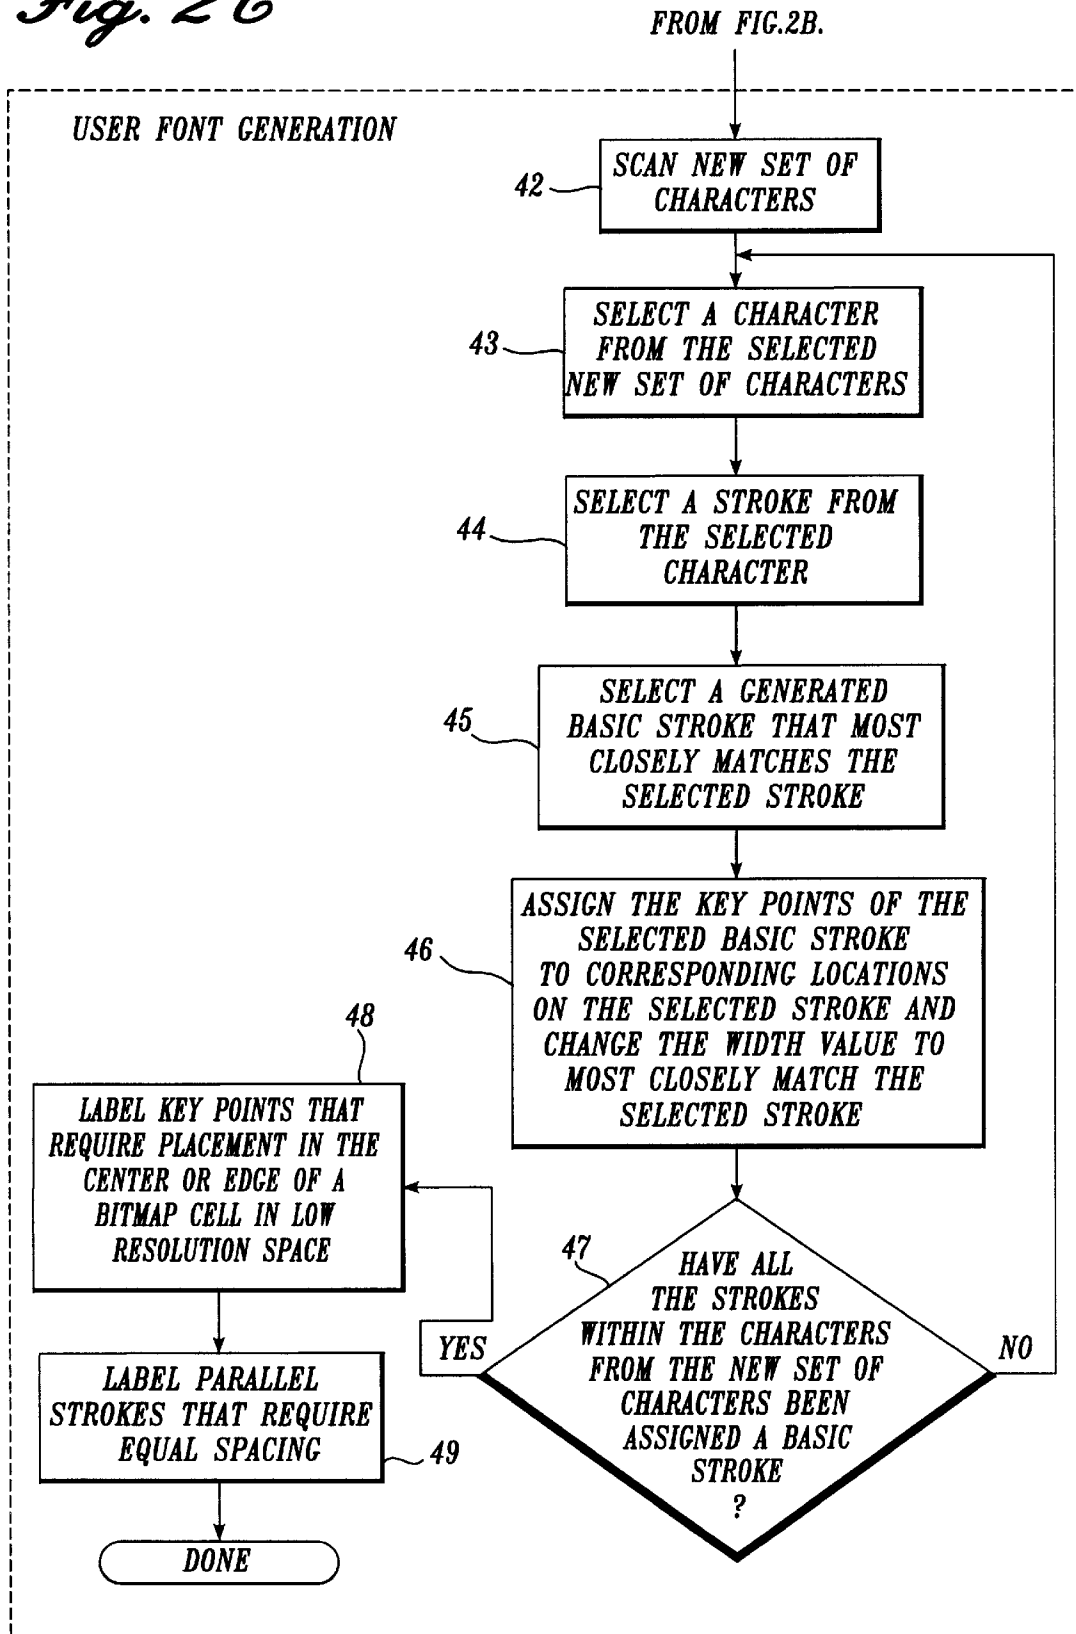 Fig. 2C
FROM FIG.2B.
USER FONT GENERATION
42
SCAN NEW SET OF
CHARACTERS
43
SELECT A CHARACTER
FROM THE SELECTED
NEW SET OF CHARACTERS
44
SELECT A STROKE FROM
THE SELECTED
CHARACTER
45
SELECT A GENERATED
BASIC STROKE THAT MOST
CLOSELY MATCHES THE
SELECTED STROKE
46
ASSIGN THE KEY POINTS OF THE
SELECTED BASIC STROKE
TO CORRESPONDING LOCATIONS
ON THE SELECTED STROKE AND
CHANGE THE WIDTH VALUE TO
MOST CLOSELY MATCH THE
SELECTED STROKE
47
HAVE ALL
THE STROKES
WITHIN THE CHARACTERS
FROM THE NEW SET OF
CHARACTERS BEEN
ASSIGNED A BASIC
STROKE
?
YES
NO
48
LABEL KEY POINTS THAT
REQUIRE PLACEMENT IN THE
CENTER OR EDGE OF A
BITMAP CELL IN LOW
RESOLUTION SPACE
LABEL PARALLEL
STROKES THAT REQUIRE
EQUAL SPACING
49
DONE